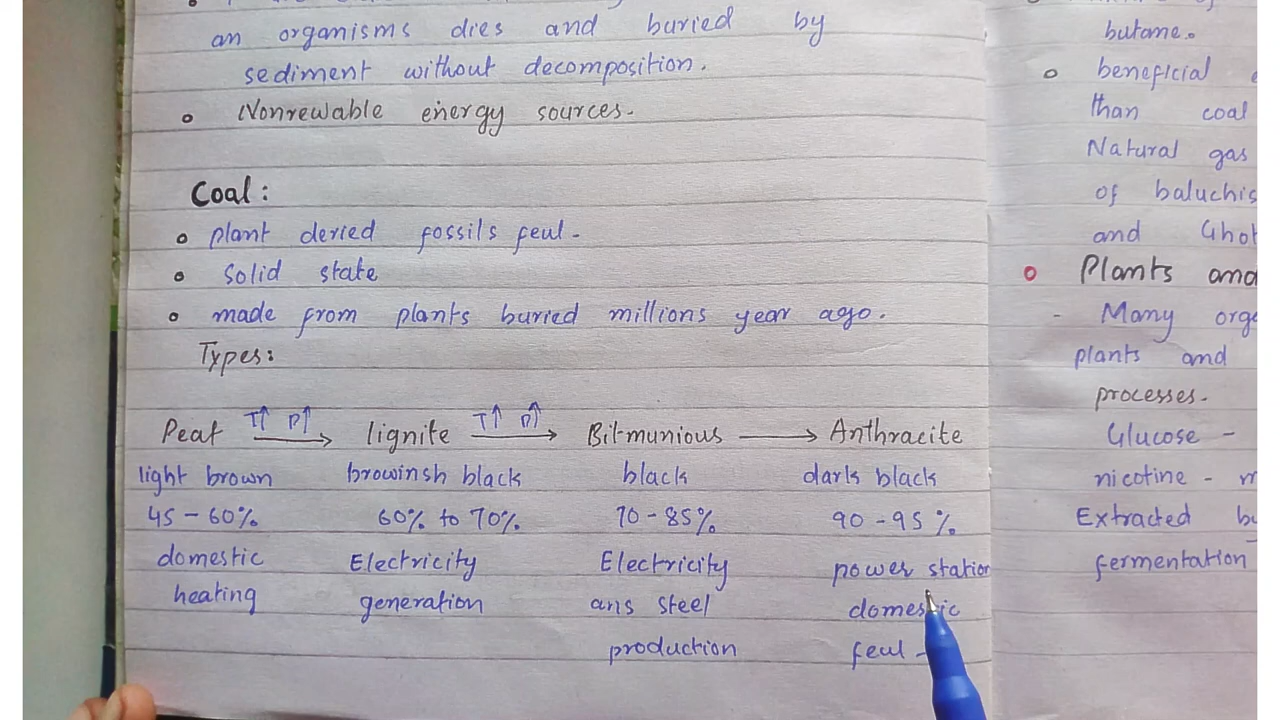 an organisms dies and buried by
sediment without decomposition.
Nonrewable energy sources.
Coal:
plant deried fossils feul.
solid state
made from plants buried millions year ago.
Types:
Peat T↑ P↑ → lignite T↑ P↑ → Bitmunious → Anthracite
light brown browinsh black black dark black
45-60% 60% to 70% 70-85% 90-95%
domestic Electricity Electricity power station
heating generation ans steel domestic
production feul -
butane.
beneficial
than coal
Natural gas
of baluchis
and Ghot
Plants and
- Many orga
plants and
processes.
Glucose -
nicotine - m
Extracted by
fermentation